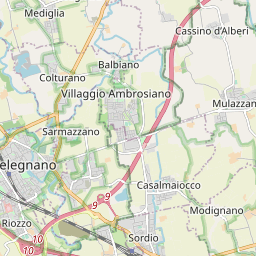 Mediglia
Cassino d'Alberi
Balbiano
Colturano
Villaggio Ambrosiano
Mulazzan
Sarmazzano
elegnano
Casalmaiocco
9 9
Modignano
Riozzo
10
10
Sordio